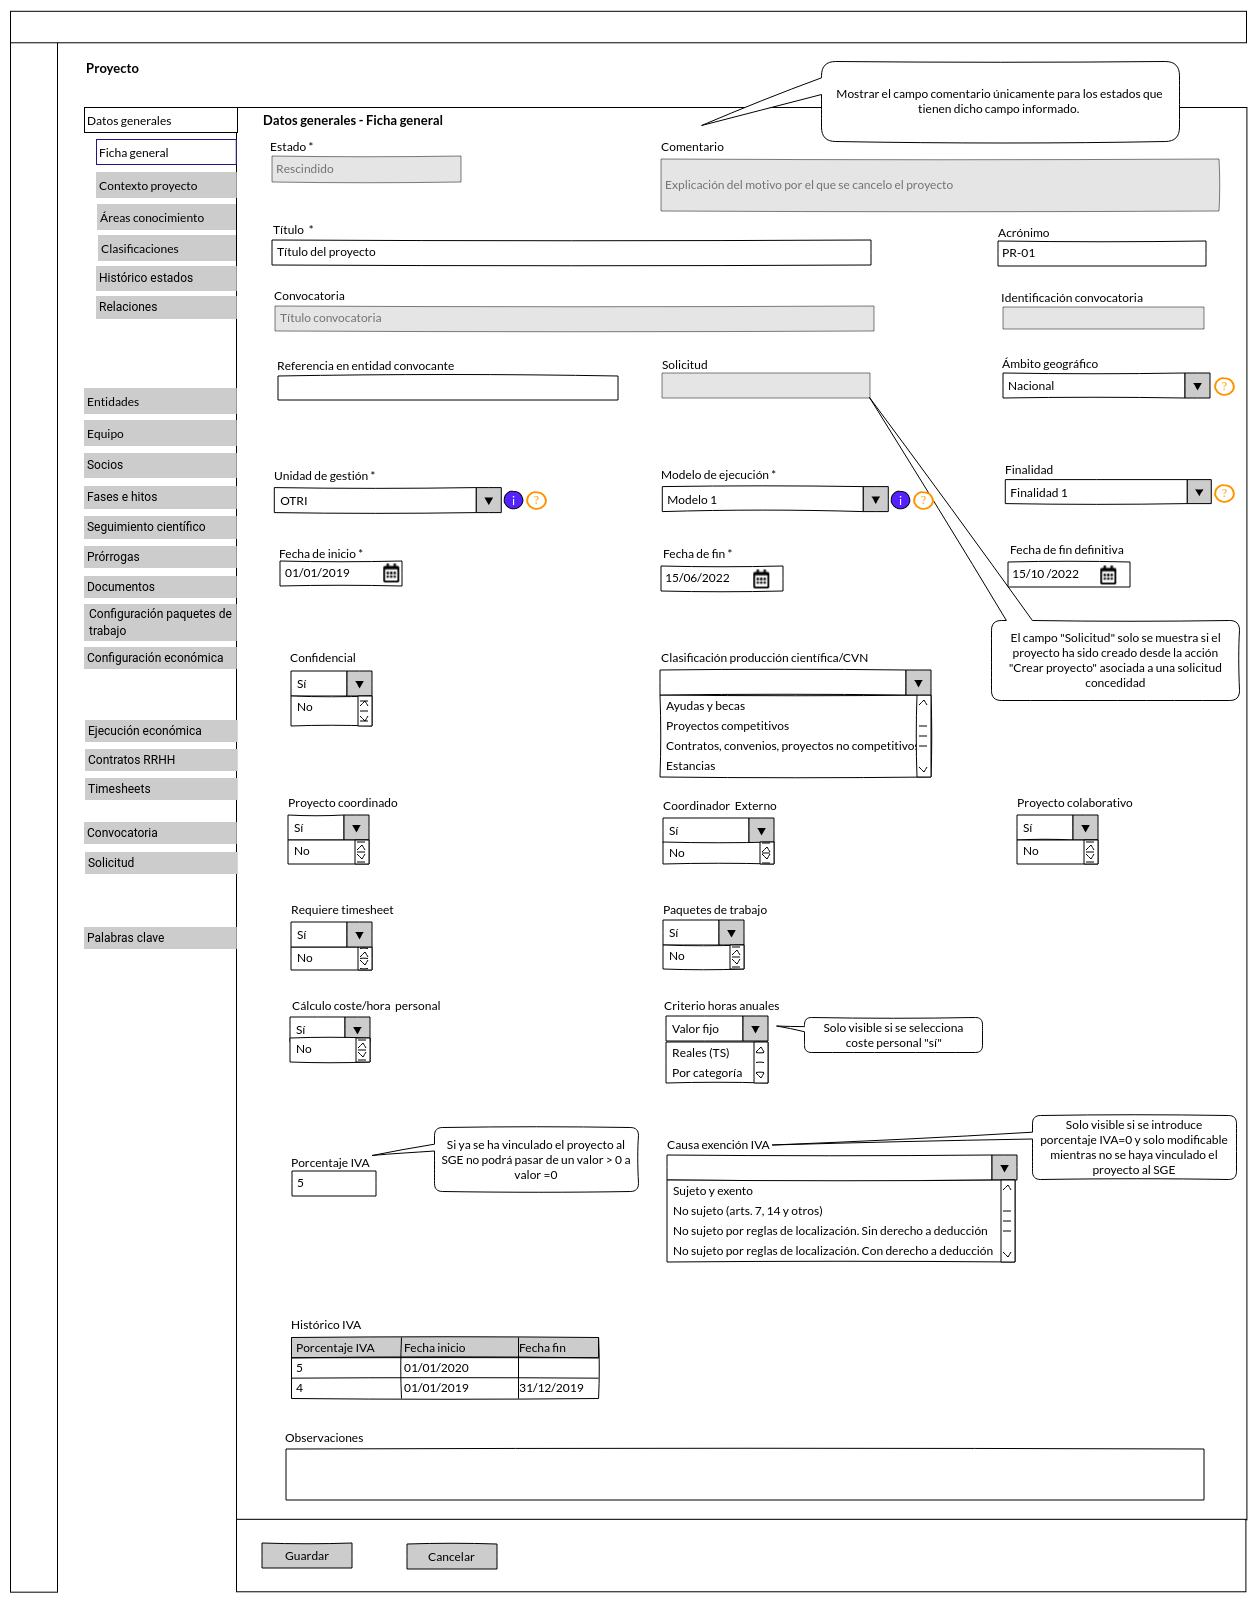 Proyecto
Datos generales
Ficha general
Contexto proyecto
Áreas conocimiento
Clasificaciones
Histórico estados
Relaciones
Entidades
Equipo
Socios
Fases e hitos
Seguimiento científico
Prórrogas
Documentos
Configuración paquetes de
trabajo
Configuración económica
Ejecución económica
Contratos RRHH
Timesheets
Convocatoria
Solicitud
Palabras clave
Datos generales - Ficha general
Mostrar el campo comentario únicamente para los estados que
tienen dicho campo informado.
Estado *
Rescindido
Comentario
Explicación del motivo por el que se cancelo el proyecto
Título *
Título del proyecto
Acrónimo
PR-01
Convocatoria
Título convocatoria
Identificación convocatoria
Referencia en entidad convocante
Solicitud
Ámbito geográfico
Nacional
?
Unidad de gestión *
OTRI
i
?
Modelo de ejecución *
Modelo 1
i
?
Finalidad
Finalidad 1
?
Fecha de inicio *
01/01/2019
Fecha de fin *
15/06/2022
Fecha de fin definitiva
15/10 /2022
El campo "Solicitud" solo se muestra si el
proyecto ha sido creado desde la acción
"Crear proyecto" asociada a una solicitud
concedidad
Confidencial
Sí
No
Clasificación producción científica/CVN
Ayudas y becas
Proyectos competitivos
Contratos, convenios, proyectos no competitivos
Estancias
Proyecto coordinado
Sí
No
Coordinador Externo
Sí
No
Proyecto colaborativo
Sí
No
Requiere timesheet
Sí
No
Paquetes de trabajo
Sí
No
Cálculo coste/hora personal
Sí
No
Criterio horas anuales
Valor fijo
Reales (TS)
Por categoría
Solo visible si se selecciona
coste personal "sí"
Porcentaje IVA
5
Si ya se ha vinculado el proyecto al
SGE no podrá pasar de un valor > 0 a
valor =0
Causa exención IVA
Sujeto y exento
No sujeto (arts. 7, 14 y otros)
No sujeto por reglas de localización. Sin derecho a deducción
No sujeto por reglas de localización. Con derecho a deducción
Solo visible si se introduce
porcentaje IVA=0 y solo modificable
mientras no se haya vinculado el
proyecto al SGE
Histórico IVA
Porcentaje IVA Fecha inicio Fecha fin
5 01/01/2020
4 01/01/2019 31/12/2019
Observaciones
Guardar
Cancelar